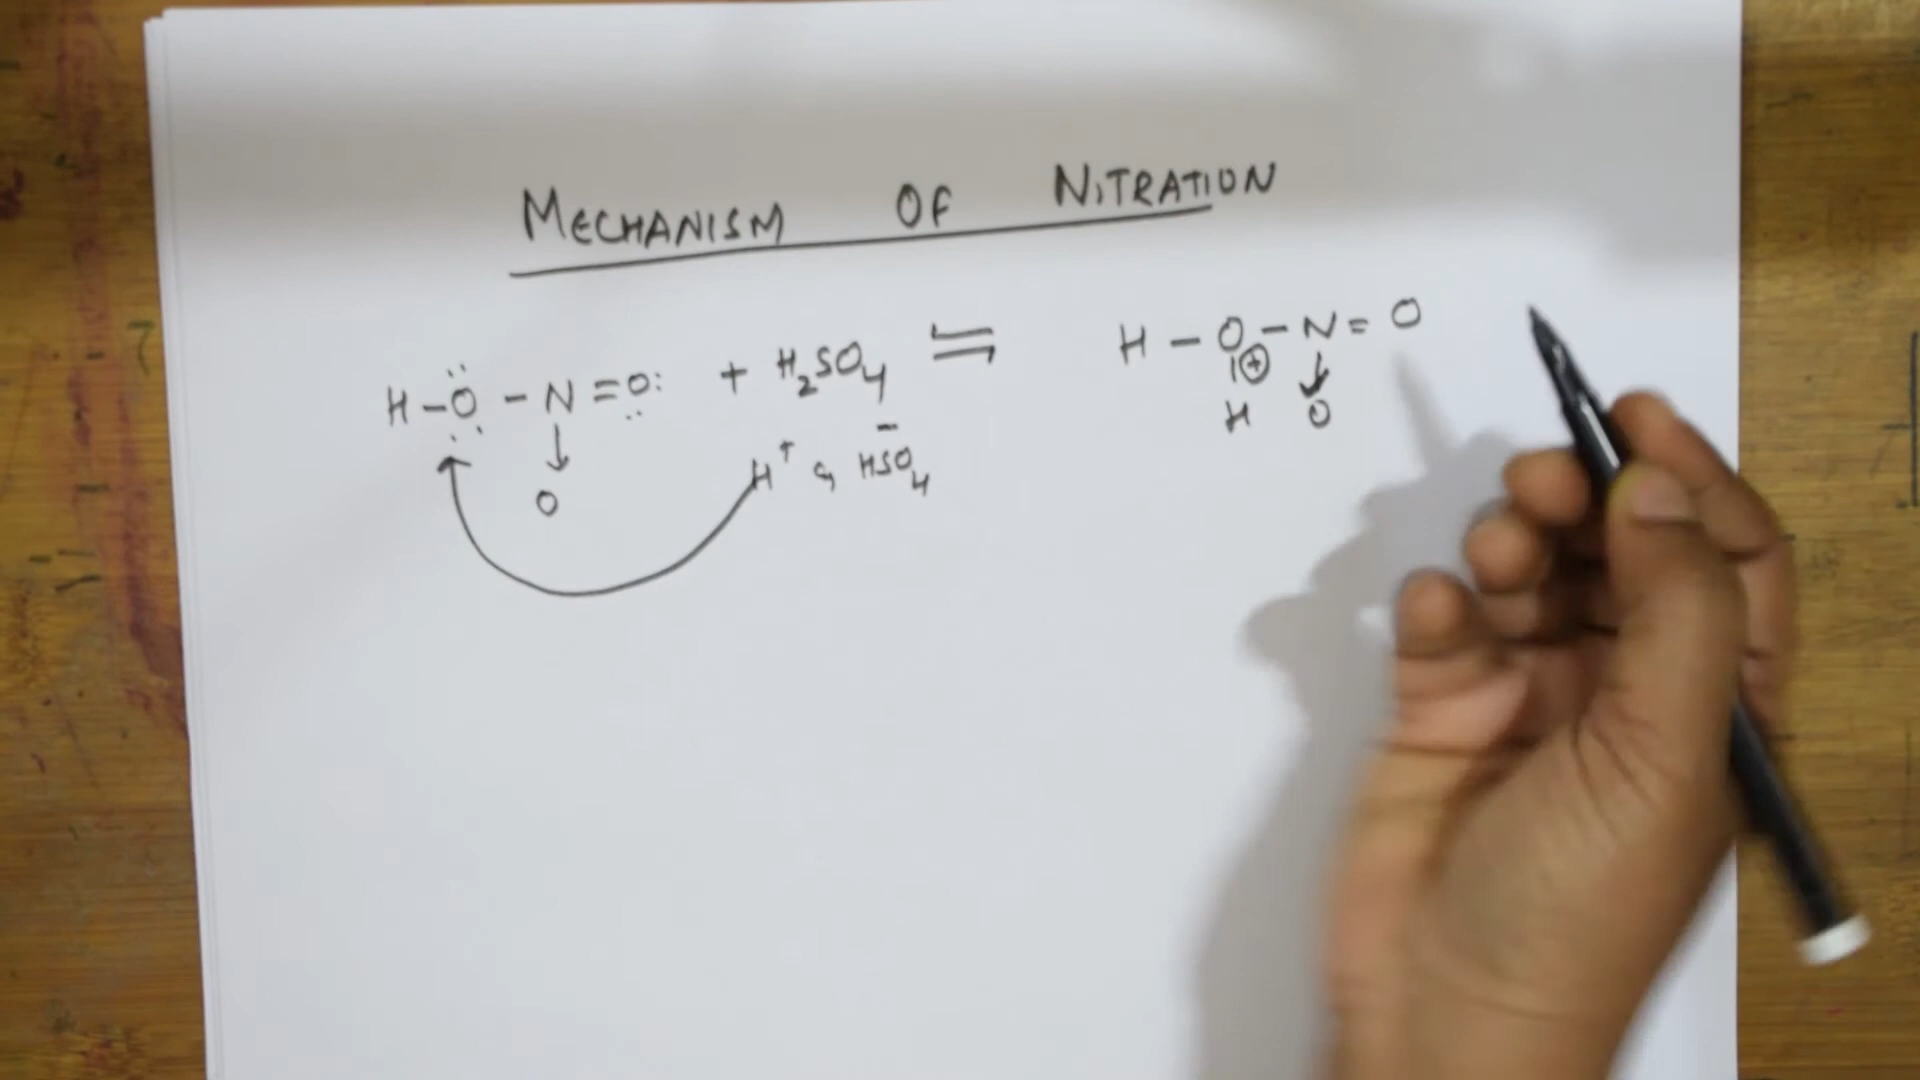 MECHANISM OF NITRATION
H – O – N = O
⊕
H O
H – Ö – N = O: + H₂SO₄ ⇌
↓
O
H⁺ & HSO₄⁻